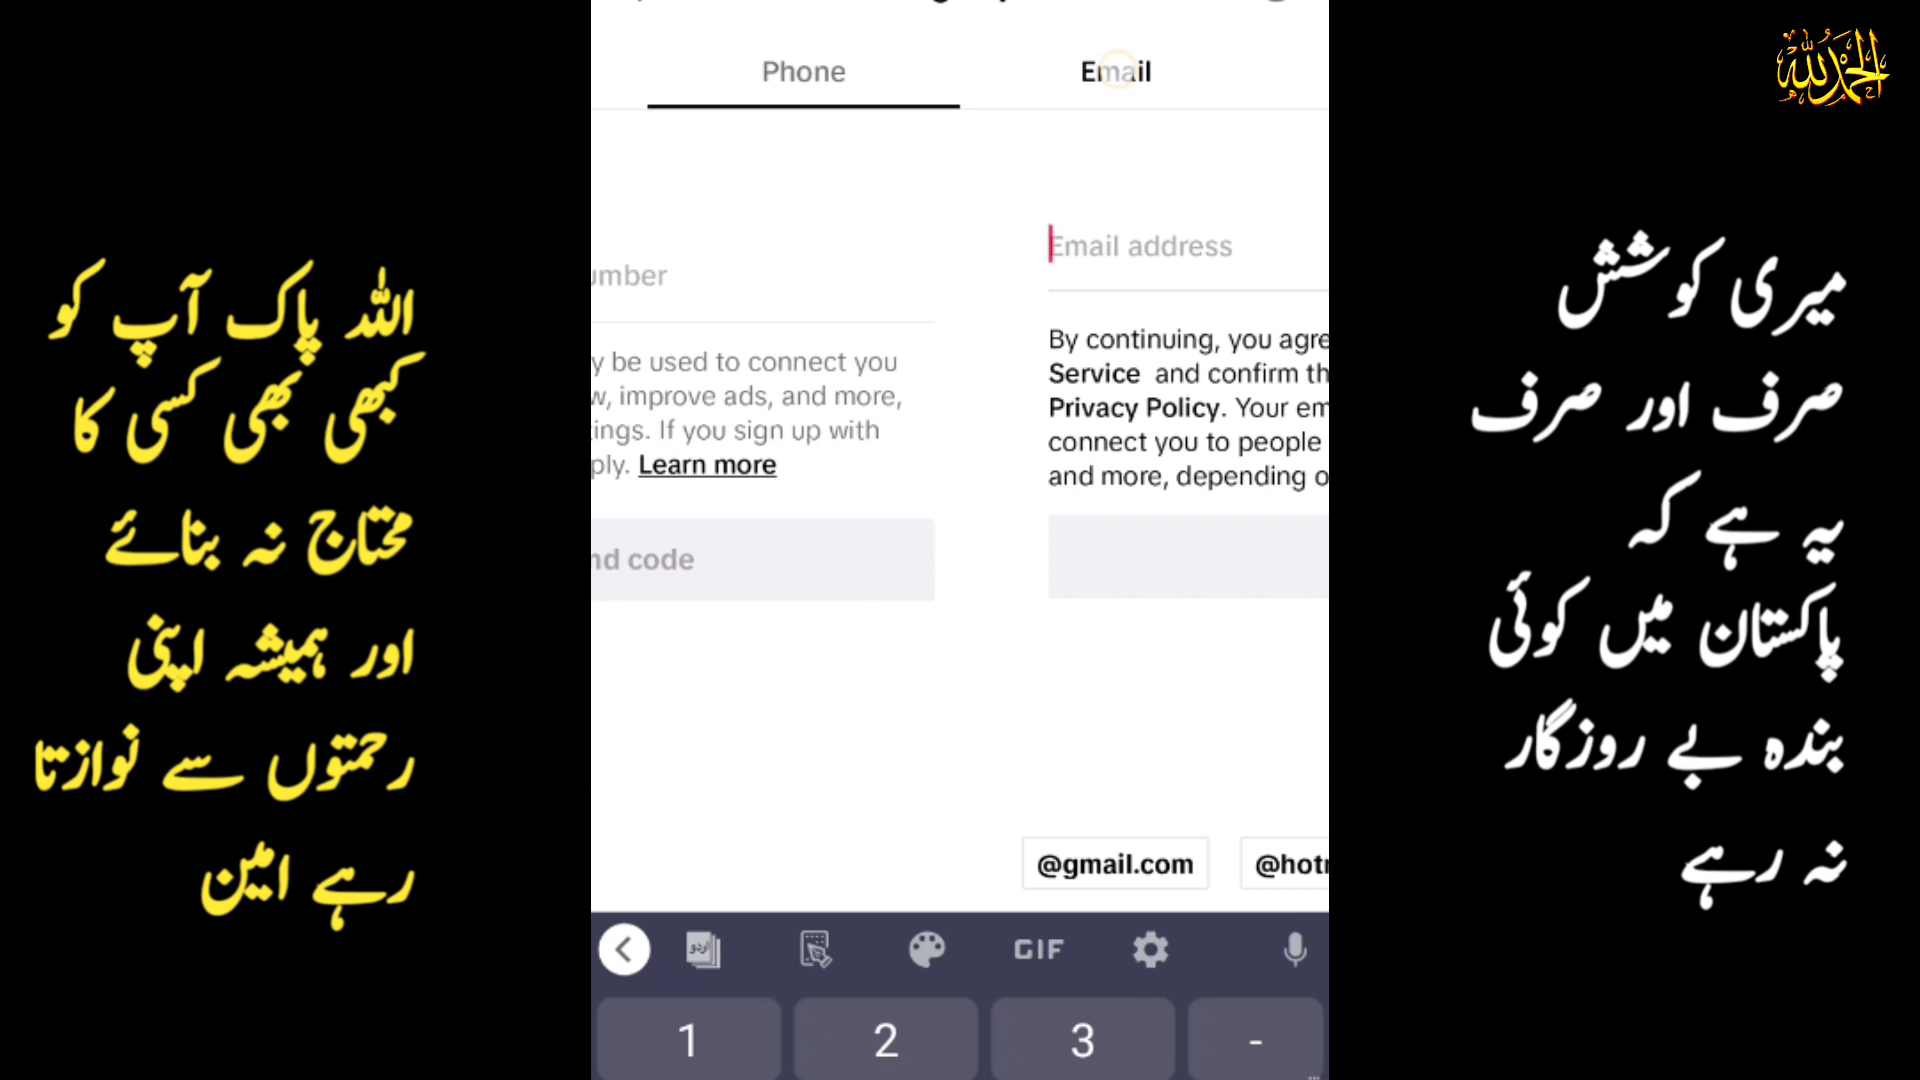 الحمدللہ
Phone
Email
umber
Email address
y be used to connect you
w, improve ads, and more,
tings. If you sign up with
ply. Learn more
nd code
By continuing, you agre
Service and confirm th
Privacy Policy. Your em
connect you to people
and more, depending o
@gmail.com
@hotm
اردو
GIF
1
2
3
-
میری کوشش
صرف اور صرف
یہ ہے کہ
پاکستان میں کوئی
بندہ بے روزگار
نہ رہے
اللہ پاک آپ کو
کبھی بھی کسی کا
محتاج نہ بنائے
اور ہمیشہ اپنی
رحمتوں سے نوازتا
رہے امین